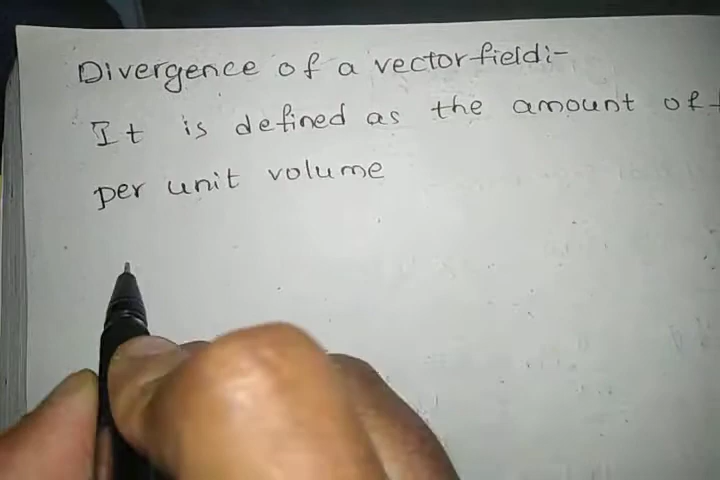 Divergence of a vector field:-
It is defined as the amount of
per unit volume